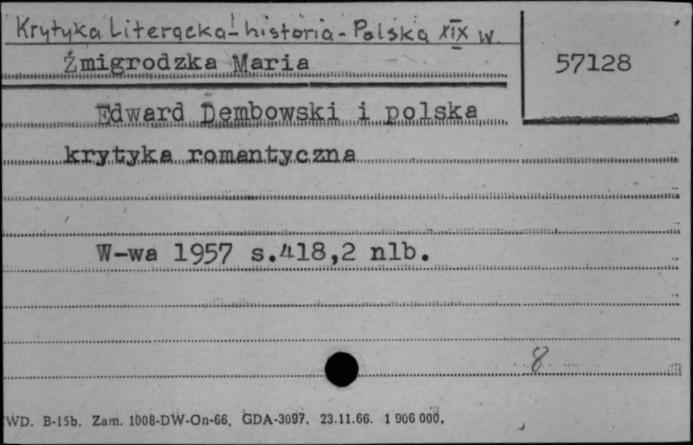 Krytyka Literacka - historia - Polska XIX w.
Żmigrodzka Maria
57128
Edward Dembowski i polska
krytyka romantyczna
W-wa 1957 s.418,2 nlb.
8
WD. B-15b. Zam. 1008-DW-On-66. GDA-3097. 23.11.66. 1 906 000.